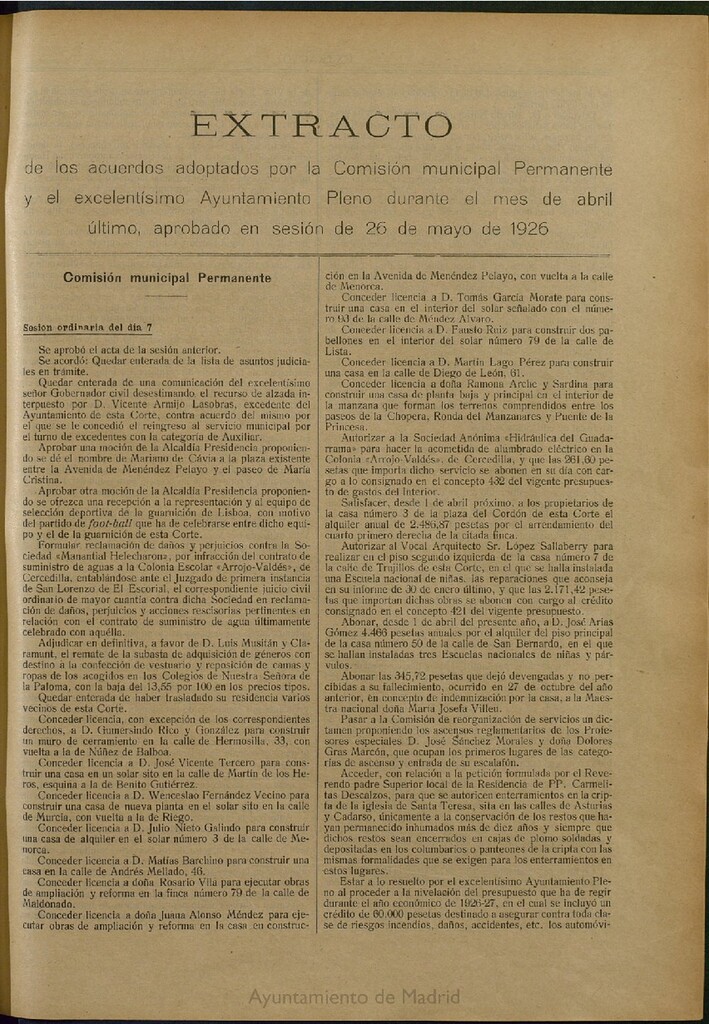 EXTRACTO
de los acuerdos adoptados por la Comisión municipal Permanente
y el excelentísimo Ayuntamiento Pleno durante el mes de abril
último, aprobado en sesión de 26 de mayo de 1926
Comisión municipal Permanente
Sesión ordinaria del día 7
Se aprobó el acta de la sesión anterior.
Se acordó: Quedar enterada de la lista de asuntos judicia-
les en trámite.
Quedar enterada de una comunicación del excelentísimo
señor Gobernador civil desestimando el recurso de alzada in-
terpuesto por D. Vicente Armijo Lasobras, excedente del
Ayuntamiento de esta Corte, contra acuerdo del mismo por
el que se le concedió el reingreso al servicio municipal por
el turno de excedentes con la categoría de Auxiliar.
Aprobar una moción de la Alcaldía Presidencia proponien-
do se dé el nombre de Mariano de Cávia a la plaza existente
entre la Avenida de Menéndez Pelayo y el paseo de María
Cristina.
Aprobar otra moción de la Alcaldía Presidencia proponien-
do se ofrezca una recepción a la representación y al equipo de
selección deportiva de la guarnición de Lisboa, con motivo
del partido de foot-ball que ha de celebrarse entre dicho equi-
po y el de la guarnición de esta Corte.
Formular reclamación de daños y perjuicios contra la So-
ciedad «Manantial Helecharon» por infracción del contrato de
suministro de aguas a la Colonia Escolar «Arrojo-Valdés», de
Cercedilla, entablándose ante el Juzgado de primera instancia
de San Lorenzo de El Escorial, el correspondiente juicio civil
ordinario de mayor cuantía contra dicha Sociedad en reclama-
ción de daños, perjuicios y acciones rescisorias pertinentes en
relación con el contrato de suministro de agua últimamente
celebrado con aquélla.
Adjudicar en definitiva, a favor de D. Luis Musitán y Cla-
ramunt, el remate de la subasta de adquisición de géneros con
destino a la confección de vestuario y reposición de camas y
ropas de los acogidos en los Colegios de Nuestra Señora de
la Paloma, con la baja del 13,55 por 100 en los precios tipos.
Quedar enterada de haber trasladado su residencia varios
vecinos de esta Corte.
Conceder licencia, con excepción de los correspondientes
derechos, a D. Gumersindo Rico y González para construir
un muro de cerramiento en la calle de Hermosilla, 33, con
vuelta a la de Núñez de Balboa.
Conceder licencia a D. José Vicente Tercero para cons-
truir una casa en un solar sito en la calle de Martín de los He-
ros, esquina a la de Benito Gutiérrez.
Conceder licencia a D. Wenceslao Fernández Vecino para
construir una casa de nueva planta en el solar sito en la calle
de Murcia, con vuelta a la de Riego.
Conceder licencia a D. Julio Nieto Galindo para construir
una casa de alquiler en el solar número 3 de la calle de Me-
norca.
Conceder licencia a D. Matías Barchino para construir una
casa en la calle de Andrés Mellado, 46.
Conceder licencia a doña Rosario Vila para ejecutar obras
de ampliación y reforma en la finca número 79 de la calle de
Maldonado.
Conceder licencia a doña Juana Alonso Méndez para eje-
cutar obras de ampliación y reforma en la casa en construc-
ción en la Avenida de Menéndez Pelayo, con vuelta a la calle
de Menorca.
Conceder licencia a D. Tomás García Morate para cons-
truir una casa en el interior del solar señalado con el núme-
ro 93 de la calle de Méndez Alvaro.
Conceder licencia a D. Fausto Ruiz para construir dos pa-
bellones en el interior del solar número 79 de la calle de
Lista.
Conceder licencia a D. Martín Lago Pérez para construir
una casa en la calle de Diego de León, 61.
Conceder licencia a doña Ramona Arche y Sardina para
construir una casa de planta baja y principal en el interior de
la manzana que forman los terrenos comprendidos entre los
paseos de la Chopera, Ronda del Manzanares y Puente de la
Princesa.
Autorizar a la Sociedad Anónima «Hidráulica del Guada-
rrama» para hacer la acometida de alumbrado eléctrico en la
Colonia «Arrojo-Valdés», de Cercedilla, y que las 261,60 pe-
setas que importa dicho servicio se abonen en su día con car-
go a lo consignado en el concepto 432 del vigente presupues-
to de gastos del Interior.
Satisfacer, desde 1 de abril próximo, a los propietarios de
la casa número 3 de la plaza del Cordón de esta Corte el
alquiler anual de 2.486,87 pesetas por el arrendamiento del
cuarto primero derecha de la citada finca.
Autorizar al Vocal Arquitecto Sr. López Sallaberry para
realizar en el piso segundo izquierda de la casa número 7 de
la calle de Trujillos de esta Corte, en el que se halla instalada
una Escuela nacional de niñas, las reparaciones que aconseja
en su informe de 30 de enero último, y que las 2.171,42 pese-
tas que importan dichas obras se abonen con cargo al crédito
consignado en el concepto 421 del vigente presupuesto.
Abonar, desde 1 de abril del presente año, a D. José Arias
Gómez 4.466 pesetas anuales por el alquiler del piso principal
de la casa número 50 de la calle de San Bernardo, en el que
se hallan instaladas tres Escuelas nacionales de niñas y pár-
vulos.
Abonar las 345,72 pesetas que dejó devengadas y no per-
cibidas a su fallecimiento, ocurrido en 27 de octubre del año
anterior, en concepto de indemnización por la casa, a la Maes-
tra nacional doña María Josefa Villeu.
Pasar a la Comisión de reorganización de servicios un dic-
tamen proponiendo los ascensos reglamentarios de los Profe-
sores especiales D. José Sánchez Morales y doña Dolores
Gras Marcón, que ocupan los primeros lugares de las catego-
rías de ascenso y entrada de su escalafón.
Acceder, con relación a la petición formulada por el Reve-
rendo padre Superior local de la Residencia de PP. Carmeli-
tas Descalzos, para que se autoricen enterramientos en la crip-
ta de la iglesia de Santa Teresa, sita en las calles de Asturias
y Cadarso, únicamente a la conservación de los restos que ha-
yan permanecido inhumados más de diez años y siempre que
dichos restos sean encerrados en cajas de plomo soldadas y
depositadas en los columbarios o panteones de la cripta con las
mismas formalidades que se exigen para los enterramientos en
estos lugares.
Estar a lo resuelto por el excelentísimo Ayuntamiento Ple-
no al proceder a la nivelación del presupuesto que ha de regir
durante el año económico de 1926-27, en el cual se incluyó un
crédito de 60.000 pesetas destinado a asegurar contra toda cla-
se de riesgos incendios, daños, accidentes, etc. los automóvi-
Ayuntamiento de Madrid